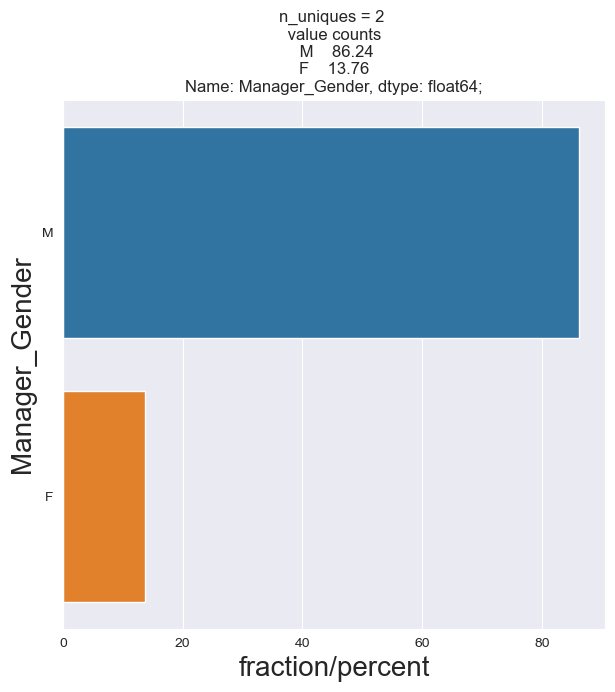 n_uniques = 2
value counts
M    86.24
F    13.76
Name: Manager_Gender, dtype: float64;
Manager_Gender
M
F
0 20 40 60 80
fraction/percent